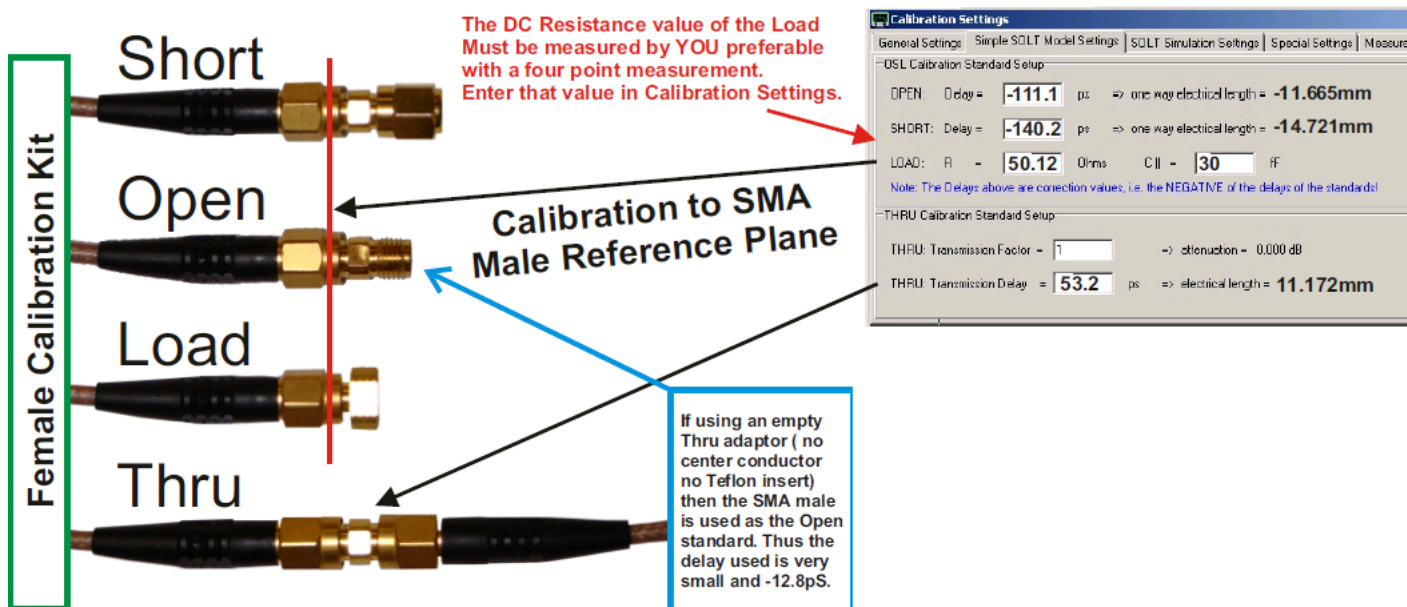 Female Calibration Kit
Short
Open
Load
Thru
The DC Resistance value of the Load
Must be measured by YOU preferable
with a four point measurement.
Enter that value in Calibration Settings.
Calibration to SMA
Male Reference Plane
If using an empty
Thru adaptor ( no
center conductor
no Teflon insert)
then the SMA male
is used as the Open
standard. Thus the
delay used is very
small and -12.8pS.
Calibration Settings
General Settings Simple SOLT Model Settings SOLT Simulation Settings Special Settings Measure
OSL Calibration Standard Setup
OPEN: Delay = -111.1 ps => one way electrical length = -11.665mm
SHORT: Delay = -140.2 ps => one way electrical length = -14.721mm
LOAD: R = 50.12 Ohms C || = 30 fF
Note: The Delays above are correction values, i.e. the NEGATIVE of the delays of the standards!
THRU Calibration Standard Setup
THRU: Transmission Factor = 1 => attenuation = 0.000 dB
THRU: Transmission Delay = 53.2 ps => electrical length = 11.172mm